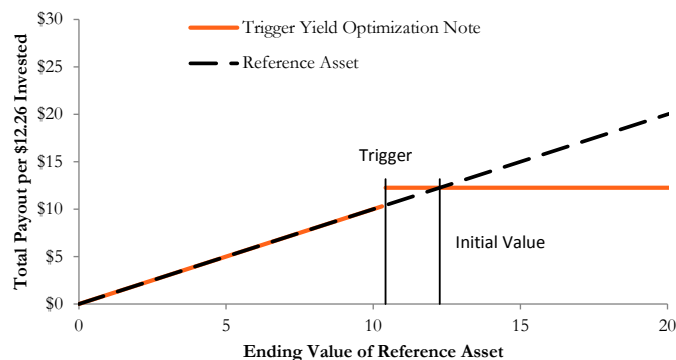 Total Payout per $12.26 Invested
$30
$25
$20
$15
$10
$5
$0
Trigger Yield Optimization Note
Reference Asset
Trigger
Initial Value
0
5
10
15
20
Ending Value of Reference Asset